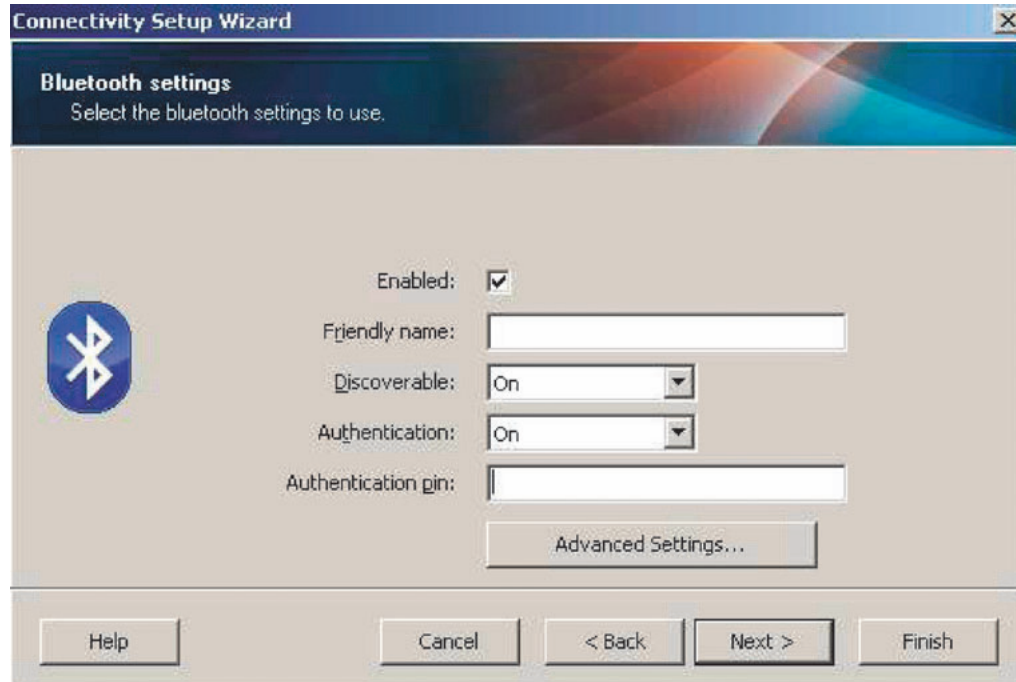 Connectivity Setup Wizard
Bluetooth settings
Select the bluetooth settings to use.
Enabled:
Friendly name:
Discoverable: On
Authentication: On
Authentication pin:
Advanced Settings...
Help Cancel < Back Next > Finish